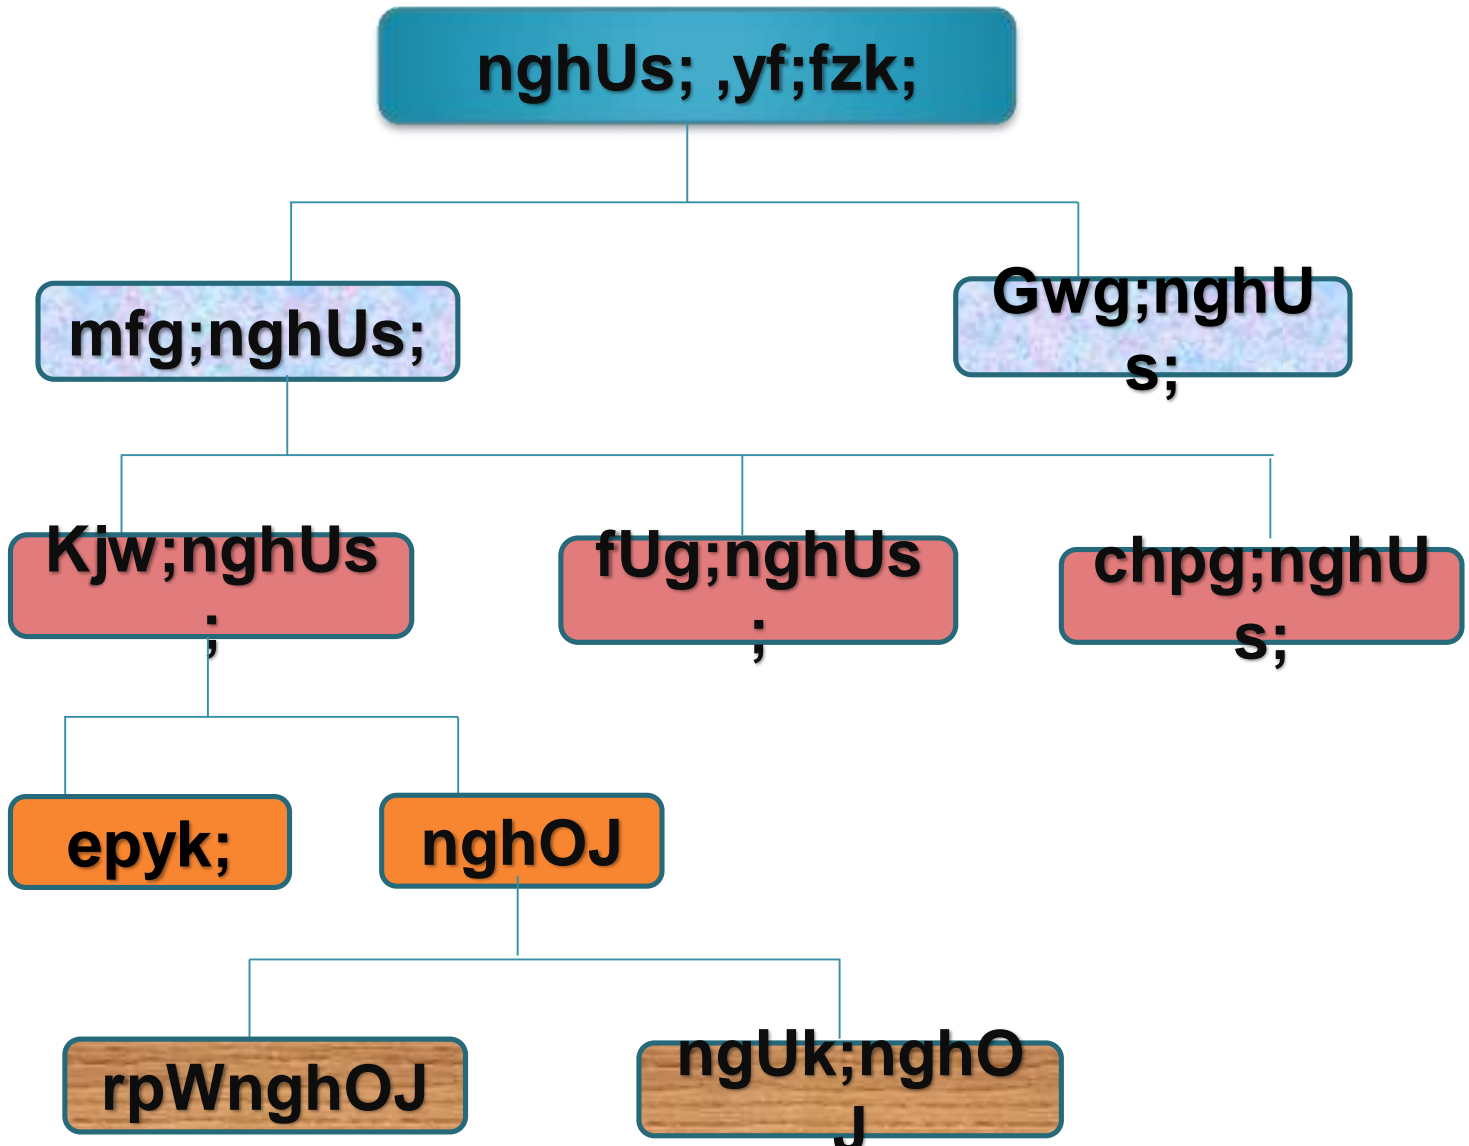 nghUs; ,yf;fzk;
mfg;nghUs;
Gwg;nghU
s;
Kjw;nghUs
;
fUg;nghUs
;
chpg;nghU
s;
epyk;
nghOJ
rpWnghOJ
ngUk;nghO
J